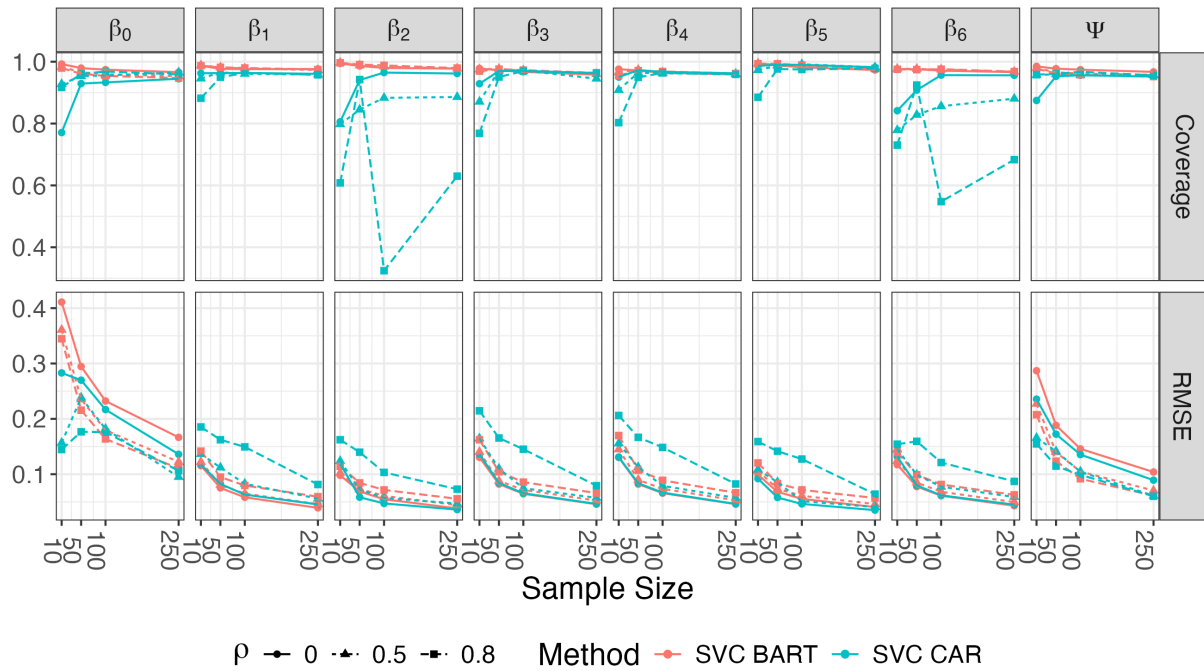 β0 β1 β2 β3 β4 β5 β6 Ψ
1.0
0.8
0.6
0.4
Coverage
0.4
0.3
0.2
0.1
RMSE
10 50 100 250 10 50 100 250 10 50 100 250 10 50 100 250 10 50 100 250 10 50 100 250 10 50 100 250 10 50 100 250
Sample Size
ρ 0 0.5 0.8 Method SVC BART SVC CAR